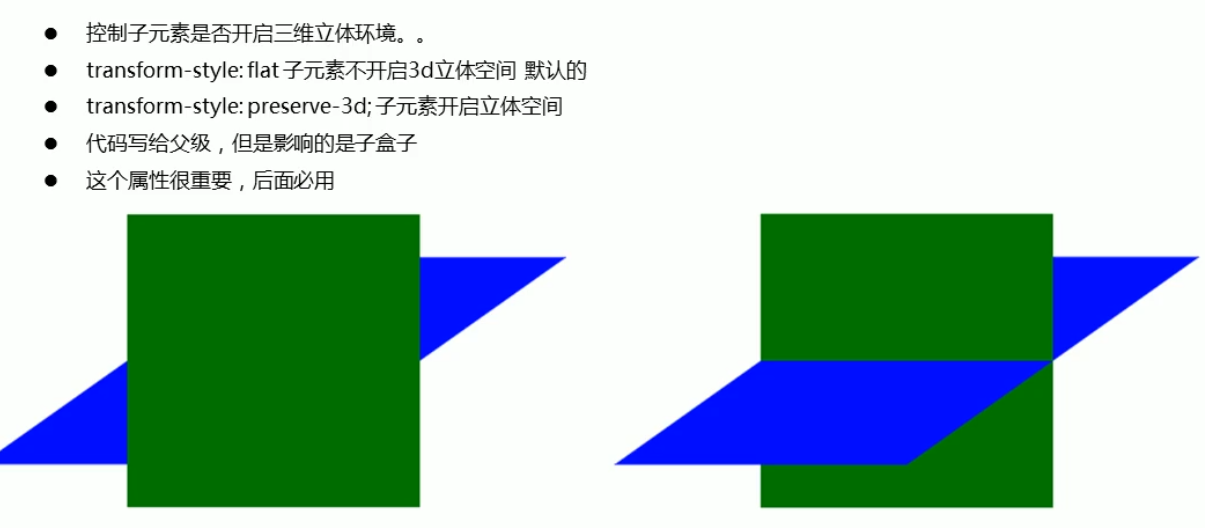 控制子元素是否开启三维立体环境。。
transform-style: flat 子元素不开启3d立体空间 默认的
transform-style: preserve-3d; 子元素开启立体空间
代码写给父级，但是影响的是子盒子
这个属性很重要，后面必用